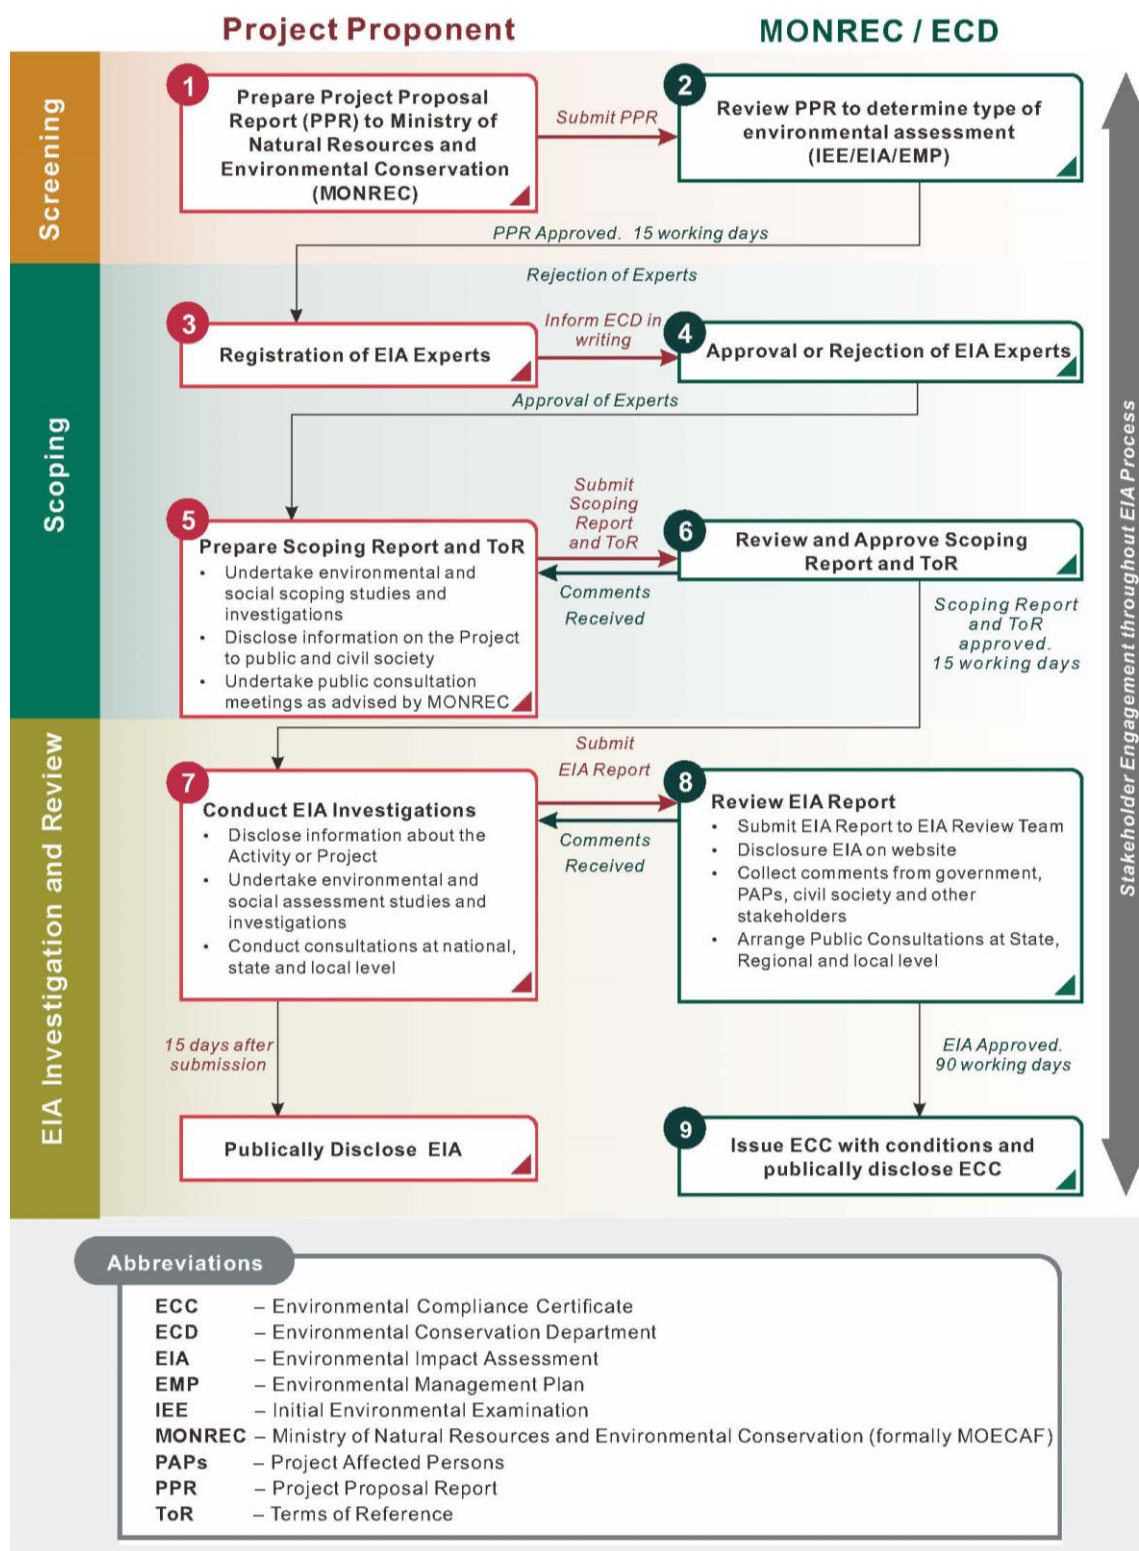 Project Proponent
MONREC / ECD
Screening
1
Prepare Project Proposal
Report (PPR) to Ministry of
Natural Resources and
Environmental Conservation
(MONREC)
Submit PPR
2
Review PPR to determine type of
environmental assessment
(IEE/EIA/EMP)
PPR Approved. 15 working days
Scoping
Rejection of Experts
3
Registration of EIA Experts
Inform ECD in
writing
4
Approval or Rejection of EIA Experts
Approval of Experts
5
Prepare Scoping Report and ToR
• Undertake environmental and
social scoping studies and
investigations
• Disclose information on the Project
to public and civil society
• Undertake public consultation
meetings as advised by MONREC
Submit
Scoping
Report
and ToR
Comments
Received
6
Review and Approve Scoping
Report and ToR
Scoping Report
and ToR
approved.
15 working days
EIA Investigation and Review
7
Conduct EIA Investigations
• Disclose information about the
Activity or Project
• Undertake environmental and
social assessment studies and
investigations
• Conduct consultations at national,
state and local level
Submit
EIA Report
Comments
Received
8
Review EIA Report
• Submit EIA Report to EIA Review Team
• Disclosure EIA on website
• Collect comments from government,
PAPs, civil society and other
stakeholders
• Arrange Public Consultations at State,
Regional and local level
15 days after
submission
EIA Approved.
90 working days
Publically Disclose EIA
9
Issue ECC with conditions and
publically disclose ECC
Stakeholder Engagement throughout EIA Process
Abbreviations
ECC – Environmental Compliance Certificate
ECD – Environmental Conservation Department
EIA – Environmental Impact Assessment
EMP – Environmental Management Plan
IEE – Initial Environmental Examination
MONREC – Ministry of Natural Resources and Environmental Conservation (formally MOECAF)
PAPs – Project Affected Persons
PPR – Project Proposal Report
ToR – Terms of Reference